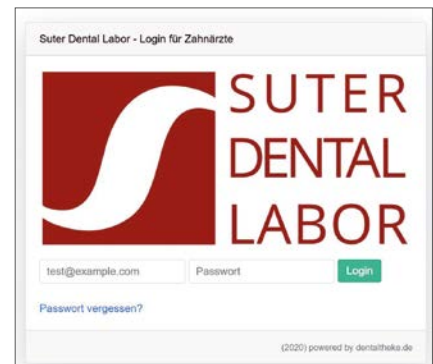 Suter Dental Labor - Login für Zahnärzte
SUTER
DENTAL
LABOR
test@example.com Passwort Login
Passwort vergessen?
(2020) powered by dentaltheke.de